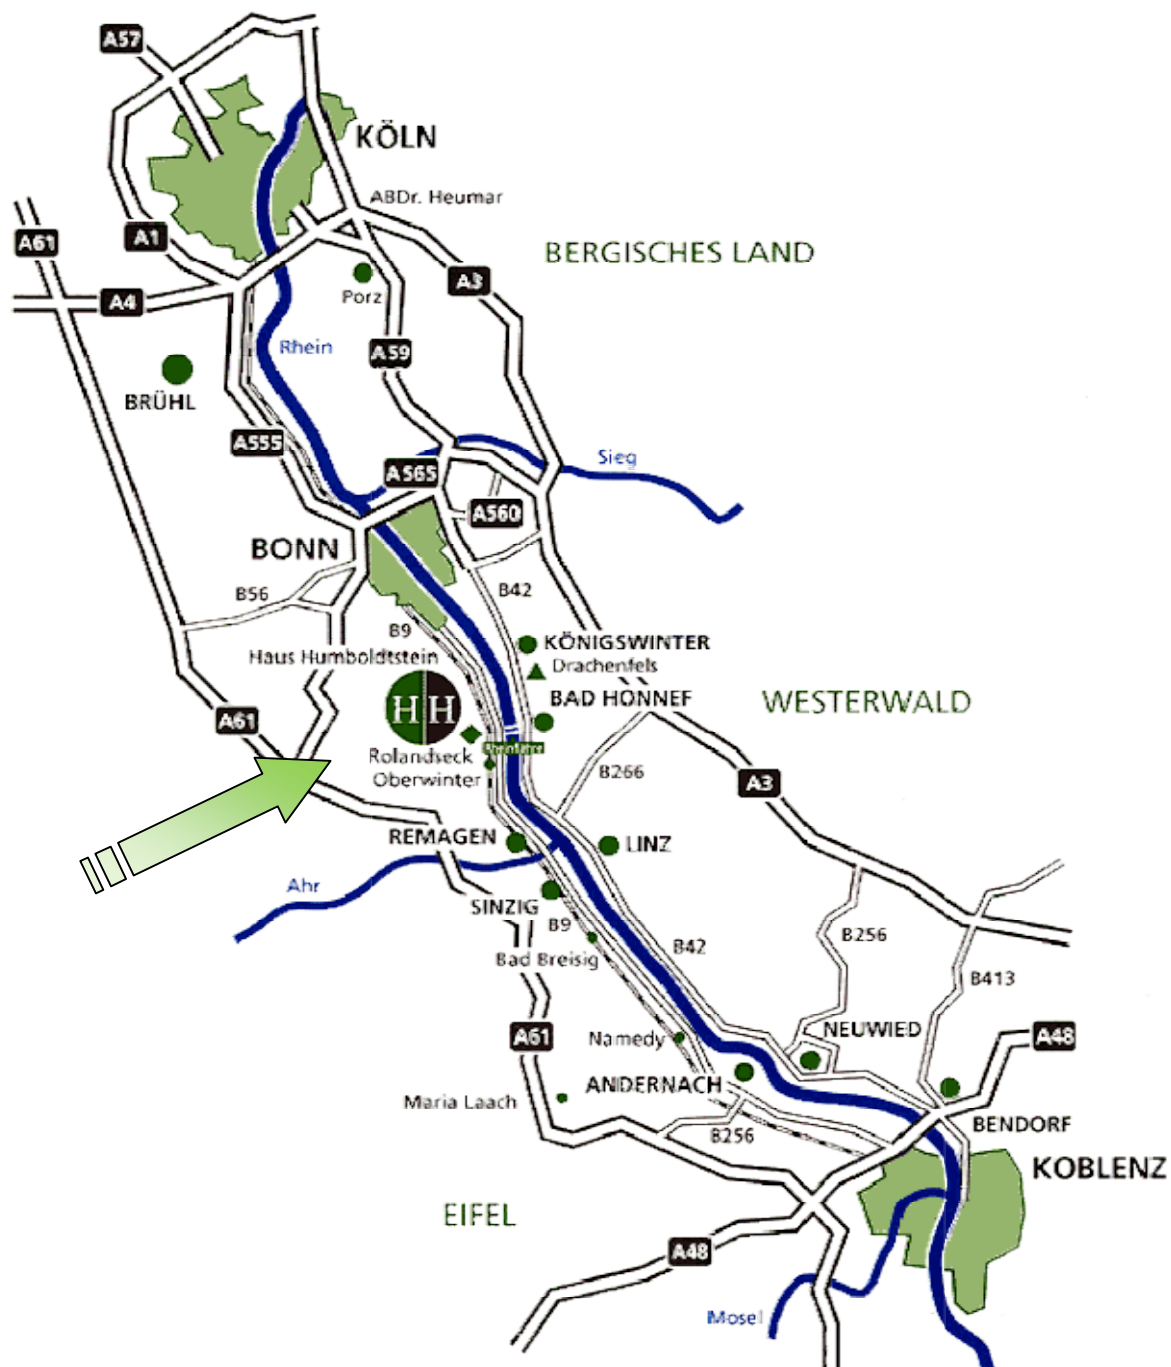 A57
KÖLN
ABDr. Heumar
A61
A1
BERGISCHES LAND
A3
A4
Porz
Rhein
A59
BRÜHL
A555
Sieg
A565
A560
BONN
B56
B42
B9
KÖNIGSWINTER
Haus Humboldtstein
Drachenfels
BAD HONNEF
HH
WESTERWALD
A61
Rheinfähre
Rolandseck
Oberwinter
B266
A3
REMAGEN
LINZ
Ahr
SINZIG
B9
B256
B42
Bad Breisig
B413
A61
Namedy
NEUWIED
A48
ANDERNACH
Maria Laach
BENDORF
B256
KOBLENZ
EIFEL
A48
Mosel